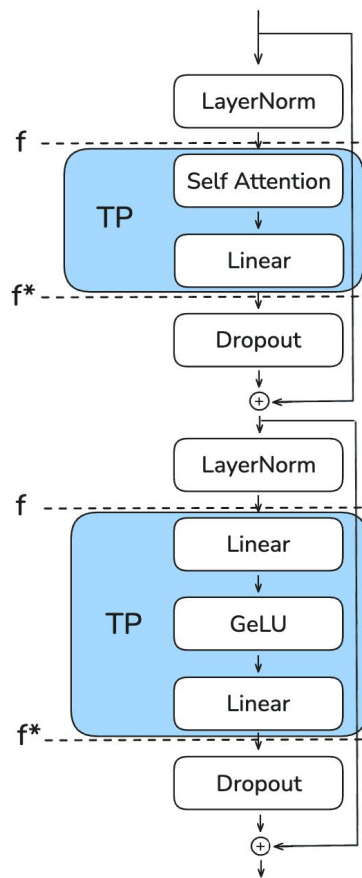 LayerNorm
f
Self Attention
TP
Linear
f*
Dropout
+
LayerNorm
f
Linear
TP
GeLU
Linear
f*
Dropout
+